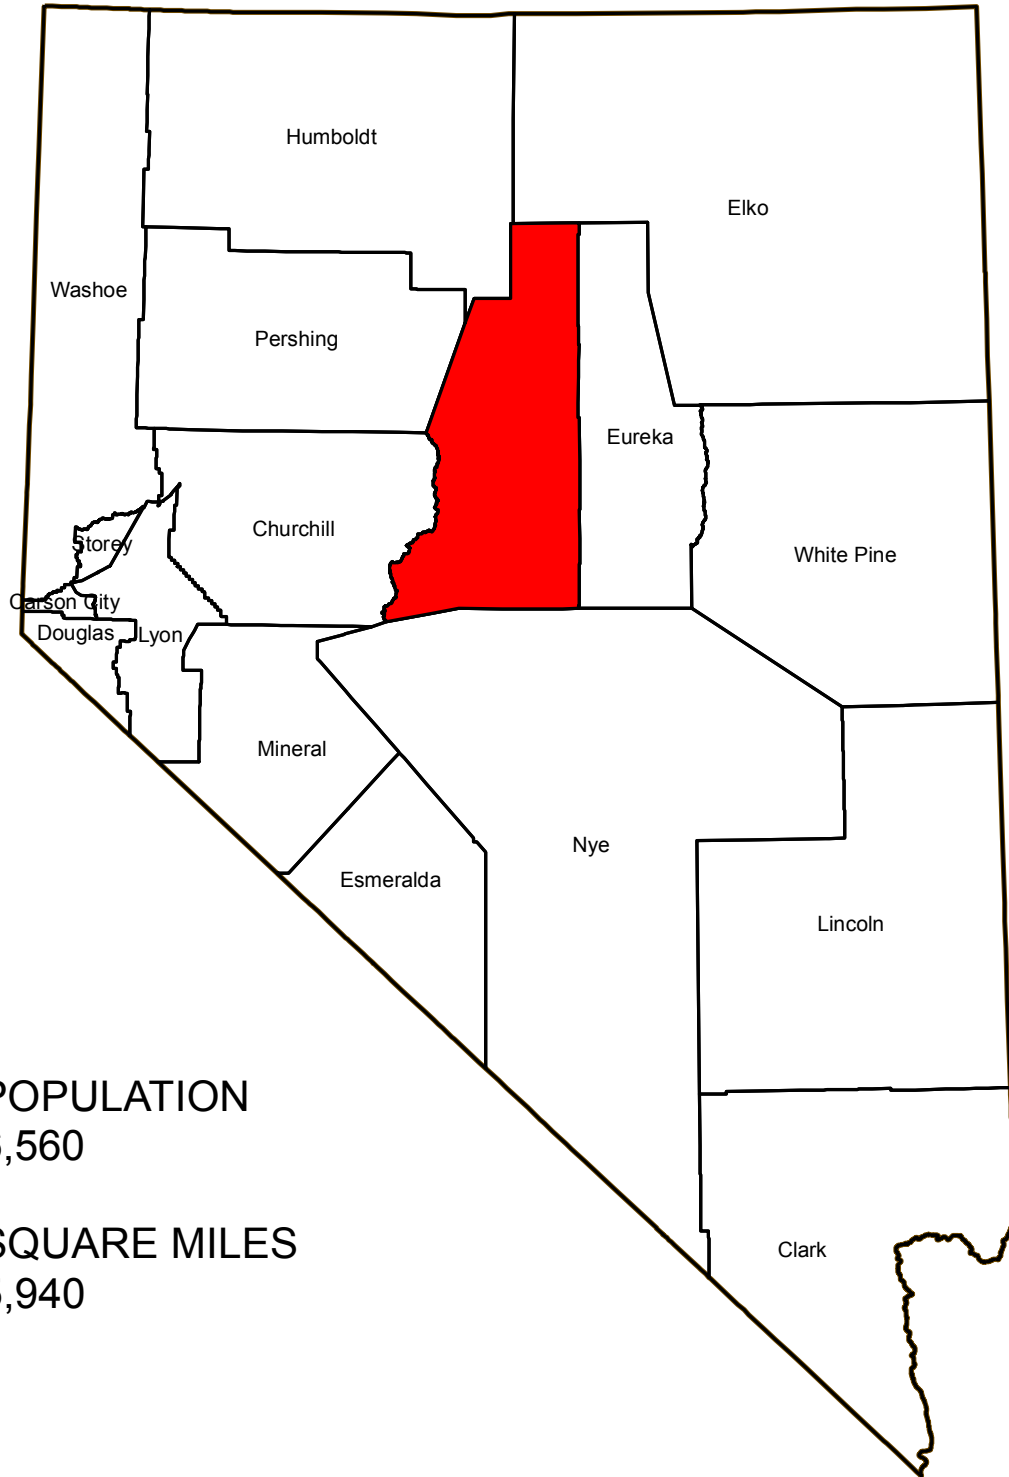 Humboldt
Elko
Washoe
Pershing
Eureka
Churchill
Storey
White Pine
Carson City
Douglas
Lyon
Mineral
Nye
Esmeralda
Lincoln
POPULATION
,560
SQUARE MILES
Clark
,940